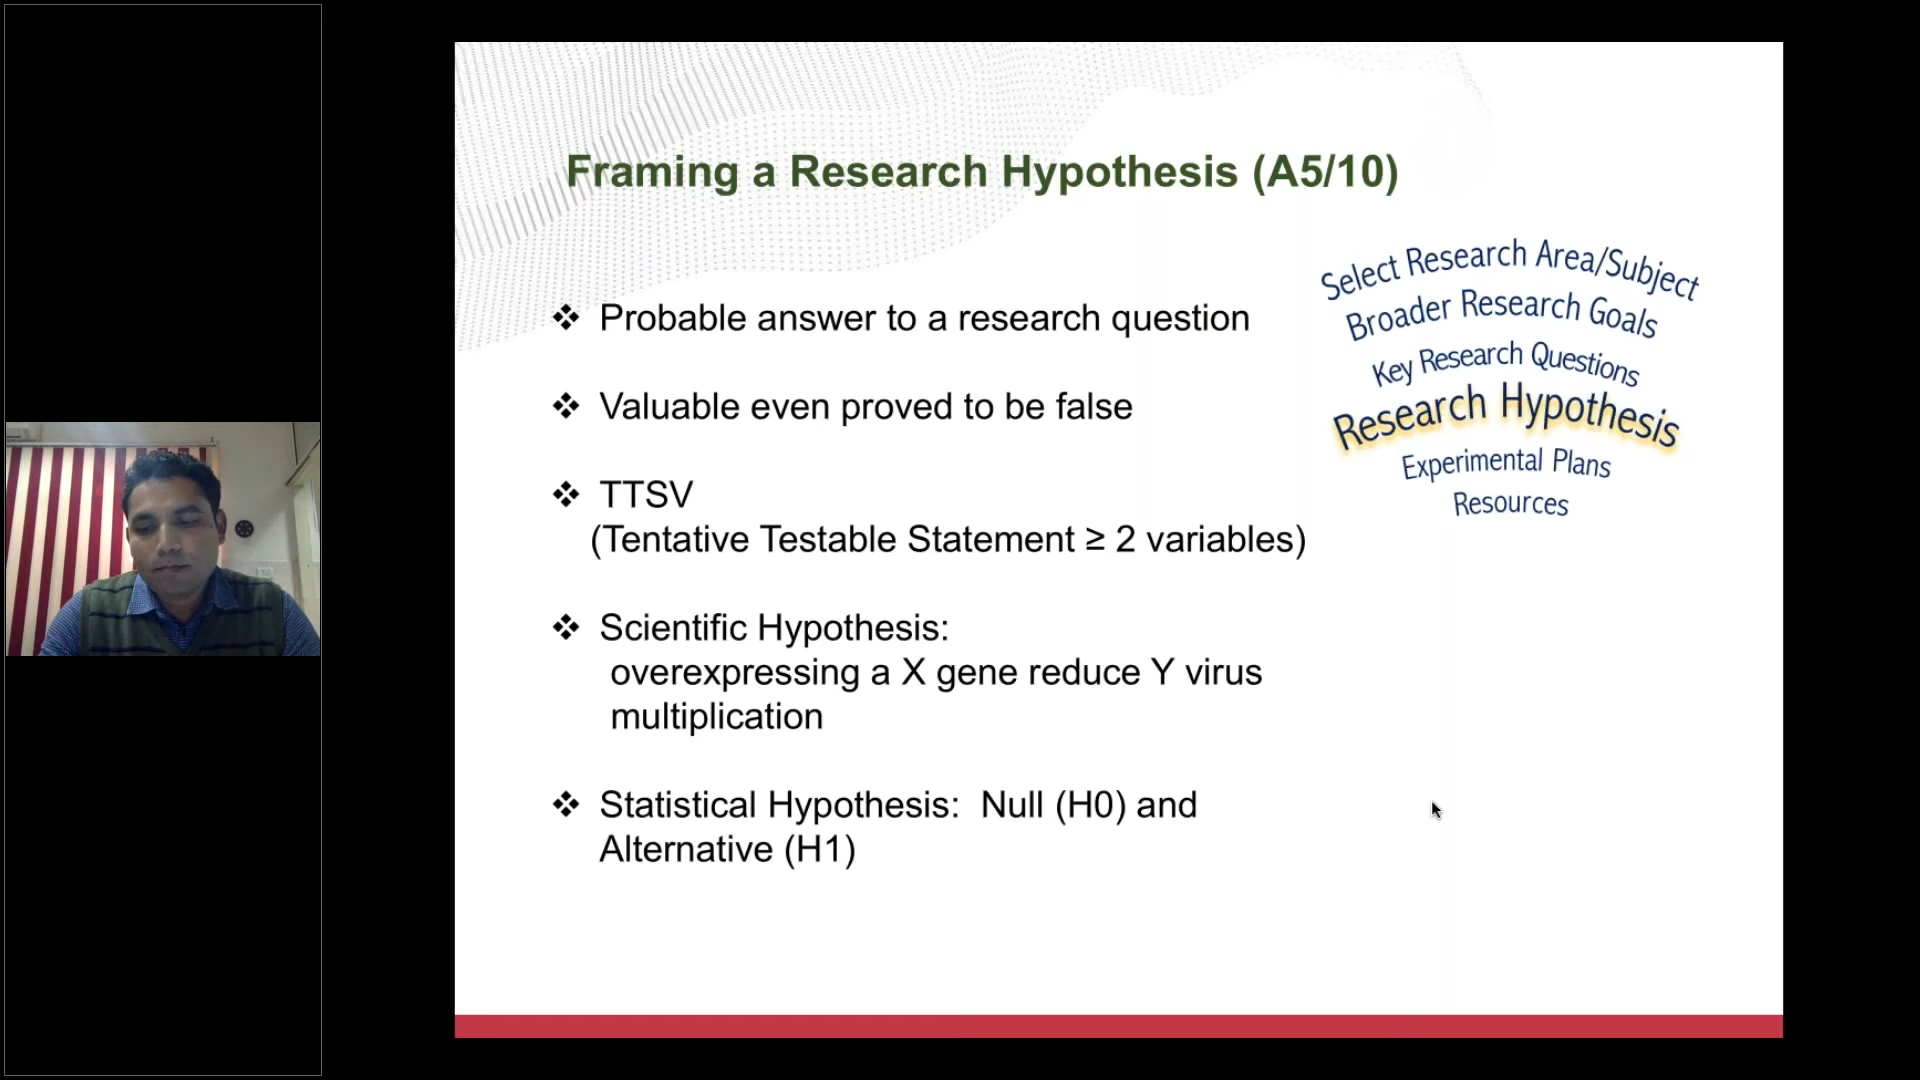 Framing a Research Hypothesis (A5/10)
Select Research Area/Subject
Broader Research Goals
Key Research Questions
Research Hypothesis
Experimental Plans
Resources
❖ Probable answer to a research question
❖ Valuable even proved to be false
❖ TTSV
(Tentative Testable Statement ≥ 2 variables)
❖ Scientific Hypothesis:
overexpressing a X gene reduce Y virus
multiplication
❖ Statistical Hypothesis: Null (H0) and
Alternative (H1)